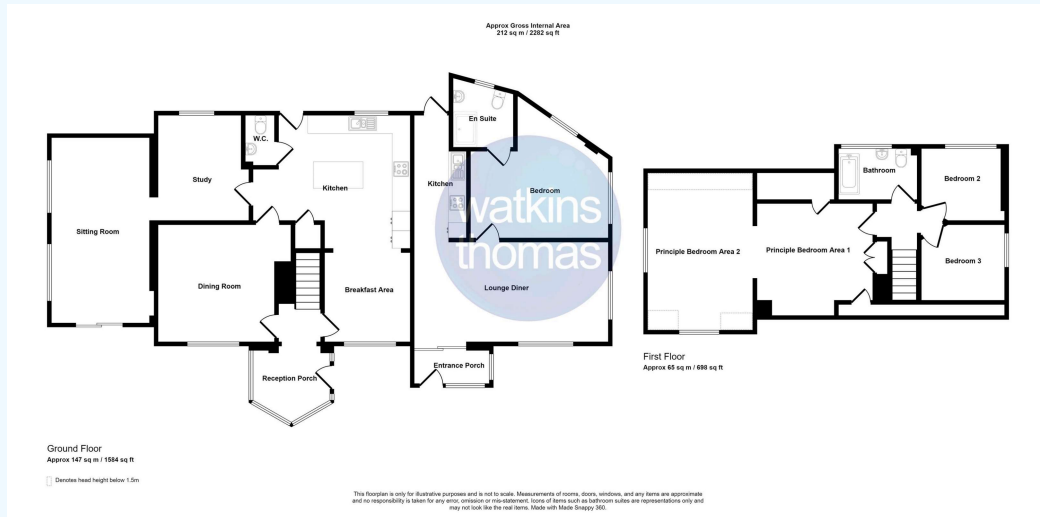 Approx Gross Internal Area
212 sq m / 2282 sq ft
En Suite
W.C.
Study
Kitchen
Kitchen
Bedroom
Sitting Room
watkins
thomas
Dining Room
Breakfast Area
Lounge Diner
Reception Porch
Entrance Porch
Bathroom
Bedroom 2
Principle Bedroom Area 2
Principle Bedroom Area 1
Bedroom 3
First Floor
Approx 65 sq m / 698 sq ft
Ground Floor
Approx 147 sq m / 1584 sq ft
Denotes head height below 1.5m
This floorplan is only for illustrative purposes and is not to scale. Measurements of rooms, doors, windows, and any items are approximate
and no responsibility is taken for any error, omission or mis-statement. Icons of items such as bathroom suites are representations only and
may not look like the real items. Made with Made Snappy 360.